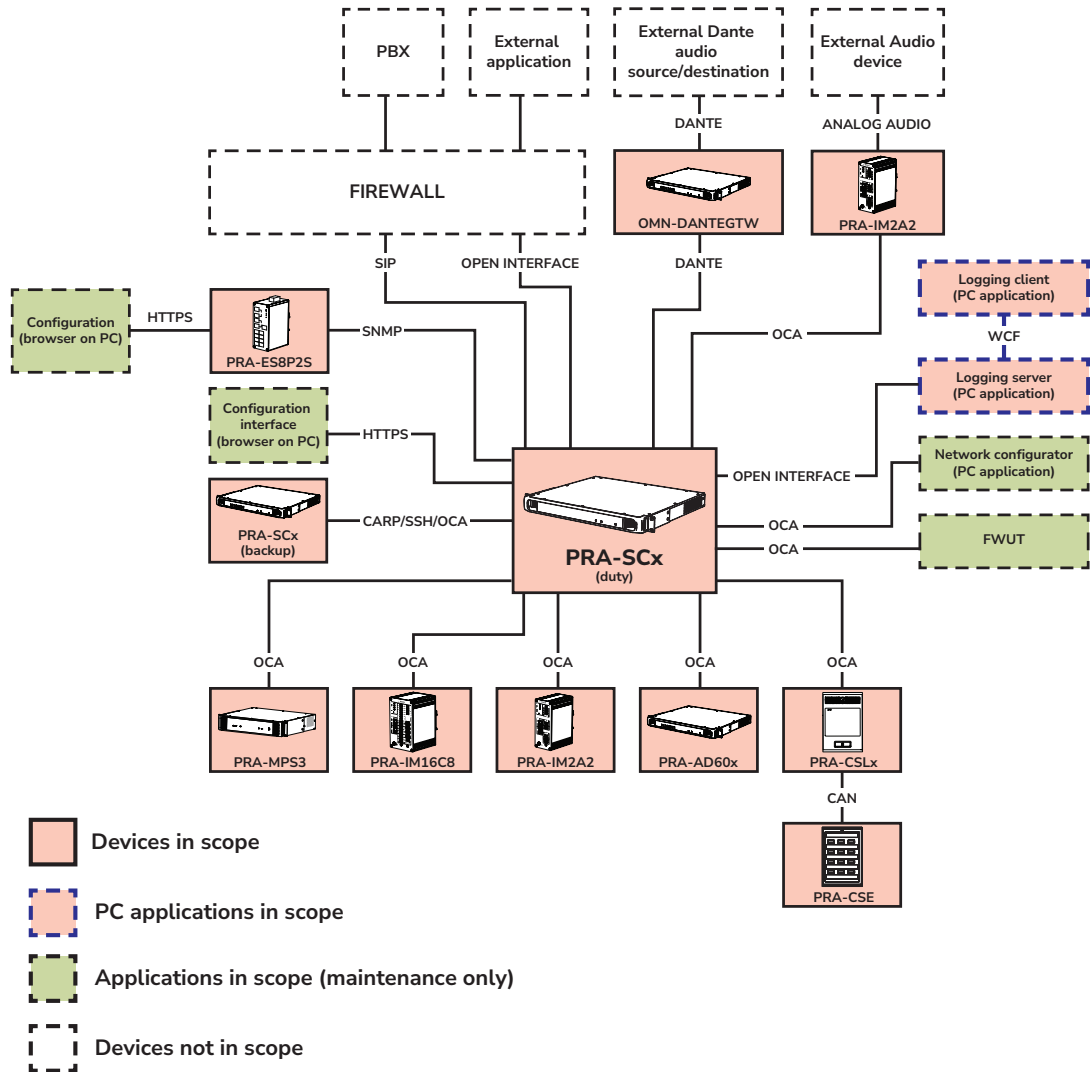 PBX
External
application
External Dante
audio
source/destination
External Audio
device
DANTE
ANALOG AUDIO
FIREWALL
OMN-DANTEGTW
PRA-IM2A2
SIP
OPEN INTERFACE
DANTE
Logging client
(PC application)
Configuration
(browser on PC)
HTTPS
PRA-ES8P2S
SNMP
OCA
WCF
Logging server
(PC application)
Configuration
interface
(browser on PC)
HTTPS
Network configurator
(PC application)
OPEN INTERFACE
PRA-SCx
(backup)
CARP/SSH/OCA
OCA
OCA
FWUT
PRA-SCx
(duty)
OCA
OCA
OCA
OCA
OCA
PRA-MPS3
PRA-IM16C8
PRA-IM2A2
PRA-AD60x
PRA-CSLx
CAN
PRA-CSE
Devices in scope
PC applications in scope
Applications in scope (maintenance only)
Devices not in scope